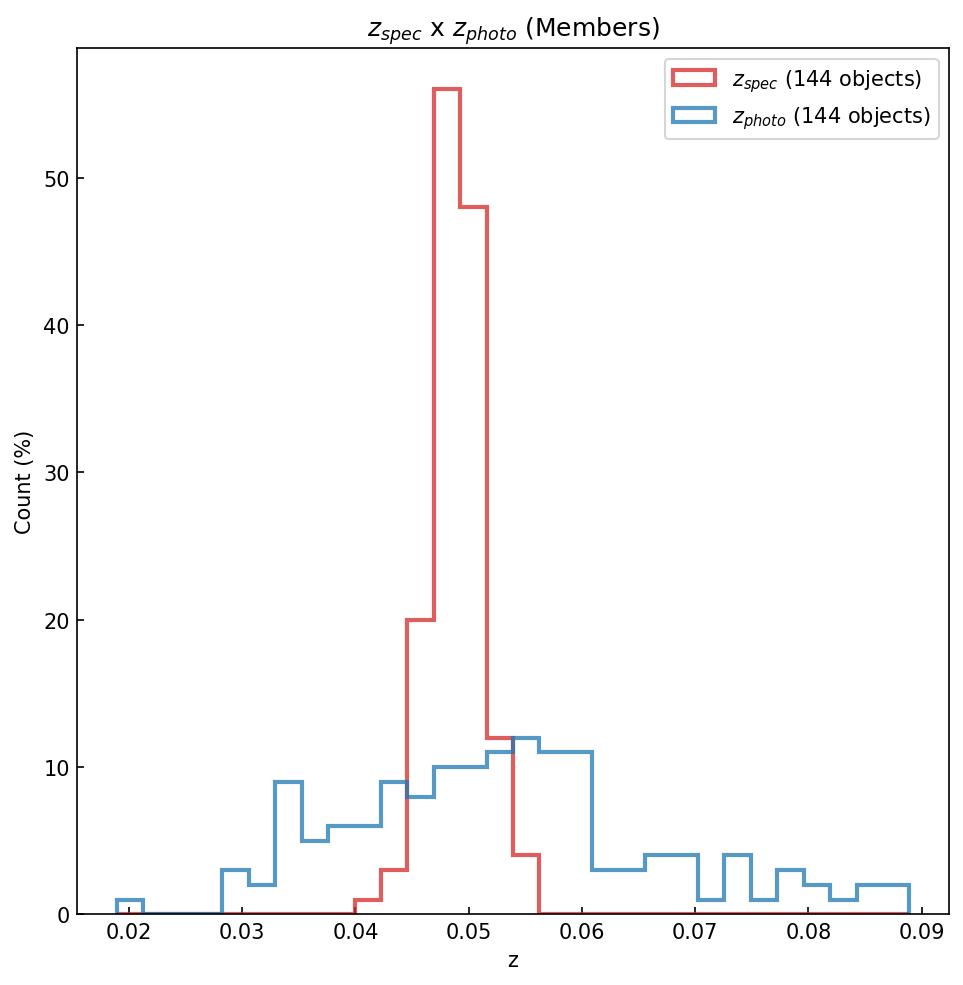 z_spec x z_photo (Members)
z_spec (144 objects)
z_photo (144 objects)
Count (%)
50
40
30
20
10
0
0.02 0.03 0.04 0.05 0.06 0.07 0.08 0.09
z